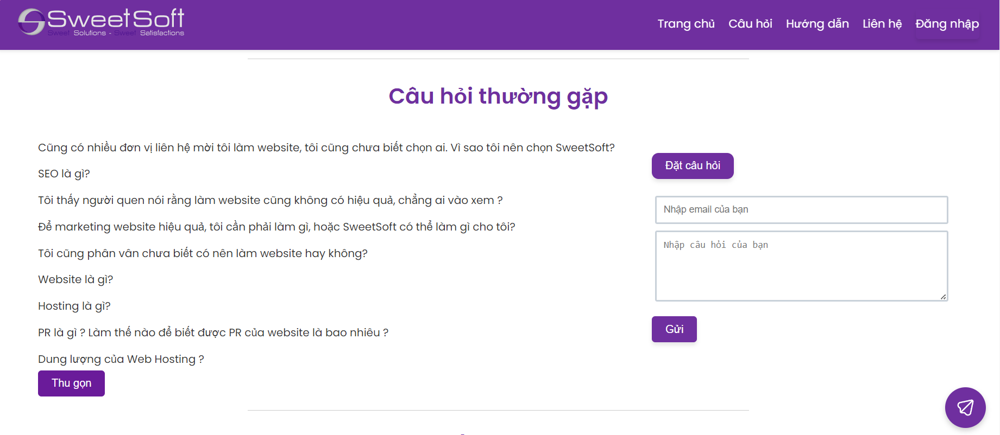 SweetSoft
Sweet Solutions - Sweet Satisfactions
Trang chủ Câu hỏi Hướng dẫn Liên hệ Đăng nhập
Câu hỏi thường gặp
Cũng có nhiều đơn vị liên hệ mời tôi làm website, tôi cũng chưa biết chọn ai. Vì sao tôi nên chọn SweetSoft?
SEO là gì?
Tôi thấy người quen nói rằng làm website cũng không có hiệu quả, chẳng ai vào xem ?
Để marketing website hiệu quả, tôi cần phải làm gì, hoặc SweetSoft có thể làm gì cho tôi?
Tôi cũng phân vân chưa biết có nên làm website hay không?
Website là gì?
Hosting là gì?
PR là gì ? Làm thế nào để biết được PR của website là bao nhiêu ?
Dung lượng của Web Hosting ?
Thu gọn
Đặt câu hỏi
Nhập email của bạn
Nhập câu hỏi của bạn
Gửi